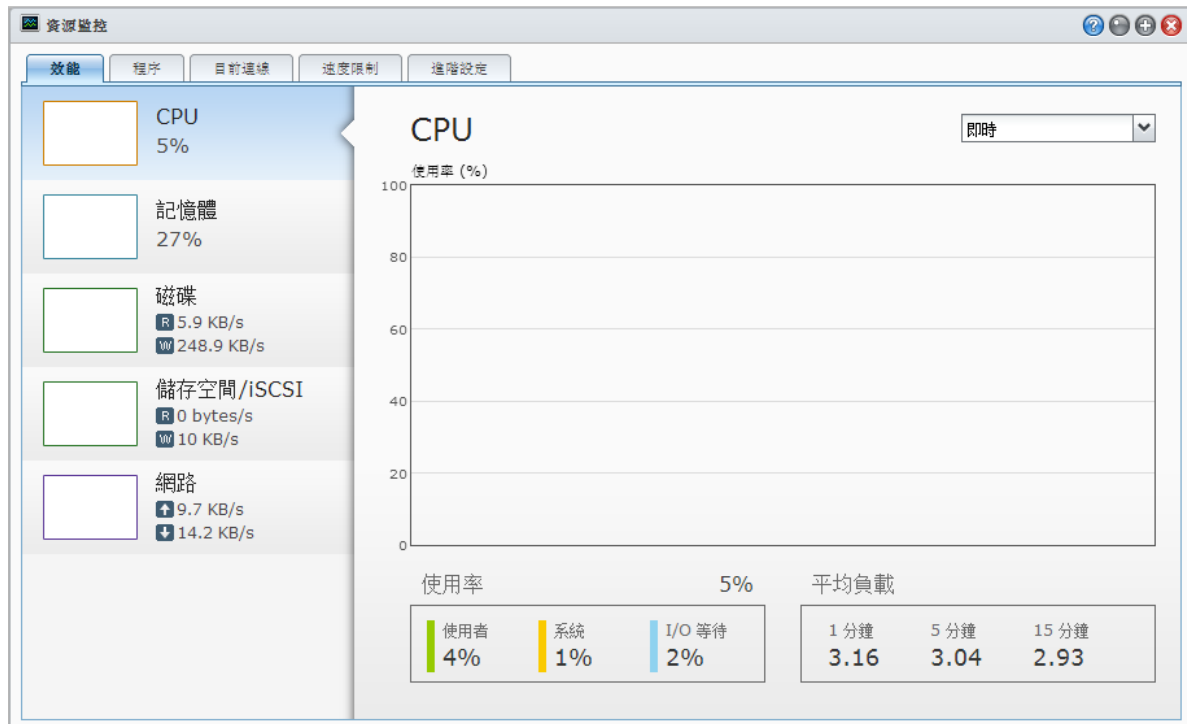 資源監控
效能 程序 目前連線 速度限制 進階設定
CPU
5%
記憶體
27%
磁碟
R 5.9 KB/s
W 248.9 KB/s
儲存空間/iSCSI
R 0 bytes/s
W 10 KB/s
網路
9.7 KB/s
14.2 KB/s
CPU
即時
使用率 (%)
100
80
60
40
20
0
使用率 5%
使用者 系統 I/O 等待
4% 1% 2%
平均負載
1 分鐘 5 分鐘 15 分鐘
3.16 3.04 2.93